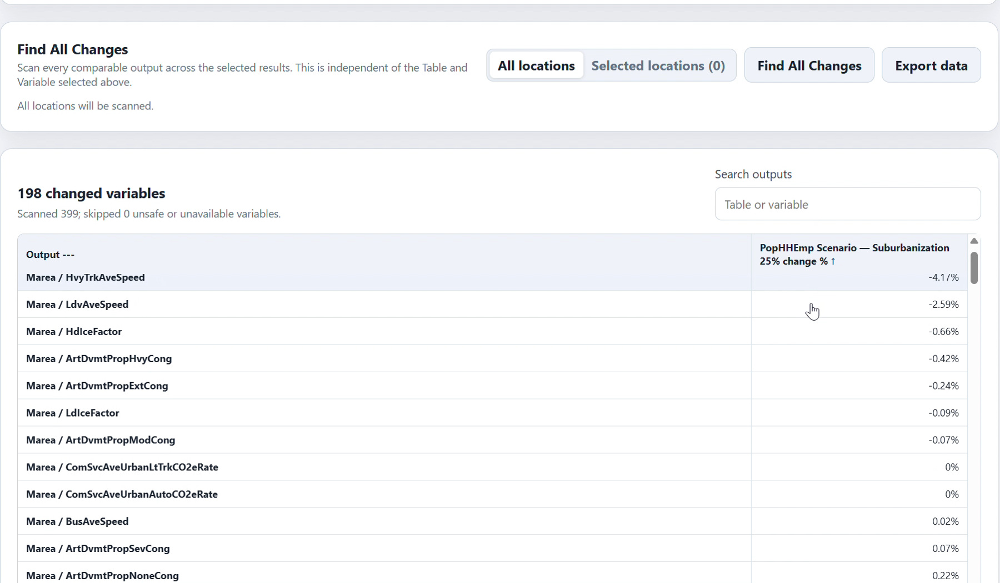 Find All Changes
Scan every comparable output across the selected results. This is independent of the Table and
Variable selected above.
All locations will be scanned.
All locations
Selected locations (0)
Find All Changes
Export data
198 changed variables
Scanned 399; skipped 0 unsafe or unavailable variables.
Search outputs
Table or variable
Output ---
PopHHEmp Scenario — Suburbanization
25% change % ↑
Marea / HvyTrkAveSpeed -4.17%
Marea / LdvAveSpeed -2.59%
Marea / HdIceFactor -0.66%
Marea / ArtDvmtPropHvyCong -0.42%
Marea / ArtDvmtPropExtCong -0.24%
Marea / LdIceFactor -0.09%
Marea / ArtDvmtPropModCong -0.07%
Marea / ComSvcAveUrbanLtTrkCO2eRate 0%
Marea / ComSvcAveUrbanAutoCO2eRate 0%
Marea / BusAveSpeed 0.02%
Marea / ArtDvmtPropSevCong 0.07%
Marea / ArtDvmtPropNoneCong 0.22%